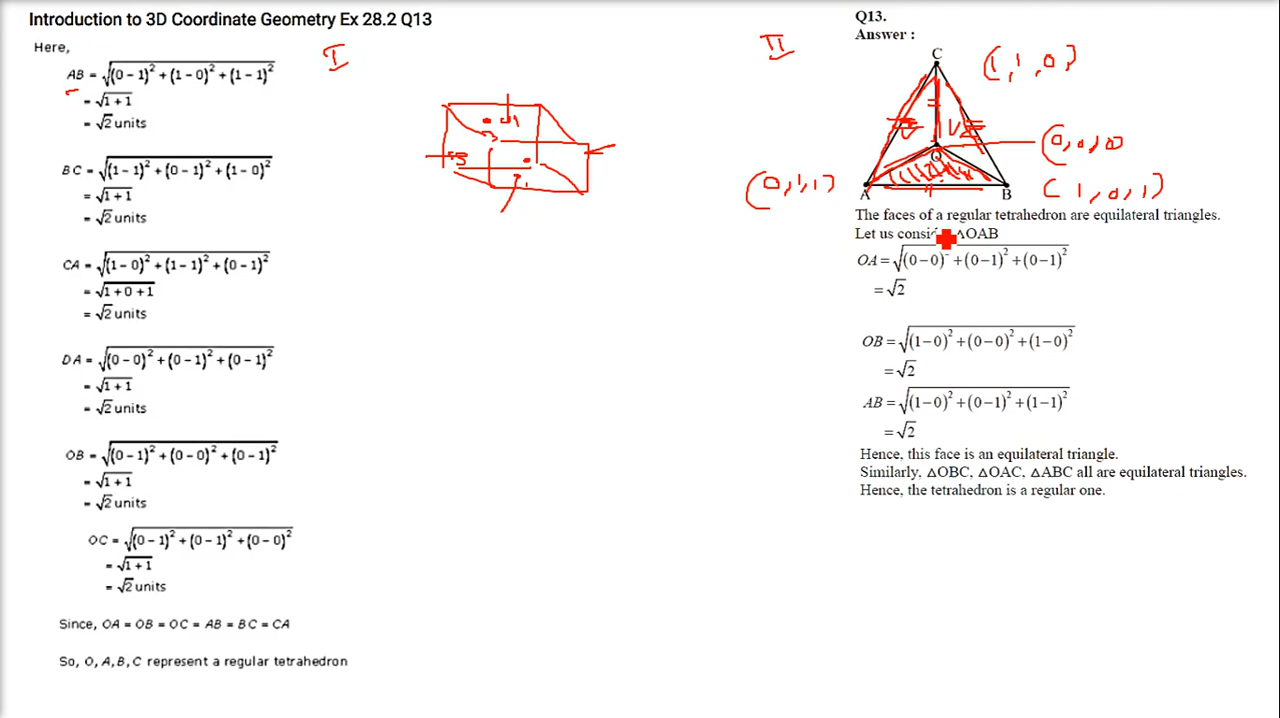 Introduction to 3D Coordinate Geometry Ex 28.2 Q13
Here,
I
AB = √(0 − 1)² + (1 − 0)² + (1 − 1)²
= √1 + 1
= √2 units
BC = √(1 − 1)² + (0 − 1)² + (1 − 0)²
= √1 + 1
= √2 units
CA = √(1 − 0)² + (1 − 1)² + (0 − 1)²
= √1 + 0 + 1
= √2 units
DA = √(0 − 0)² + (0 − 1)² + (0 − 1)²
= √1 + 1
= √2 units
OB = √(0 − 1)² + (0 − 0)² + (0 − 1)²
= √1 + 1
= √2 units
OC = √(0 − 1)² + (0 − 1)² + (0 − 0)²
= √1 + 1
= √2 units
Since, OA = OB = OC = AB = BC = CA
So, O, A, B, C represent a regular tetrahedron
II
Q13.
Answer :
C
(1, 1, 0)
(0, 0, 0)
(0, 1, 1)
A
B
(1, 0, 1)
The faces of a regular tetrahedron are equilateral triangles.
Let us consi △OAB
OA = √(0−0) + (0−1)² + (0−1)²
= √2
OB = √(1−0)² + (0−0)² + (1−0)²
= √2
AB = √(1−0)² + (0−1)² + (1−1)²
= √2
Hence, this face is an equilateral triangle.
Similarly, △OBC, △OAC, △ABC all are equilateral triangles.
Hence, the tetrahedron is a regular one.